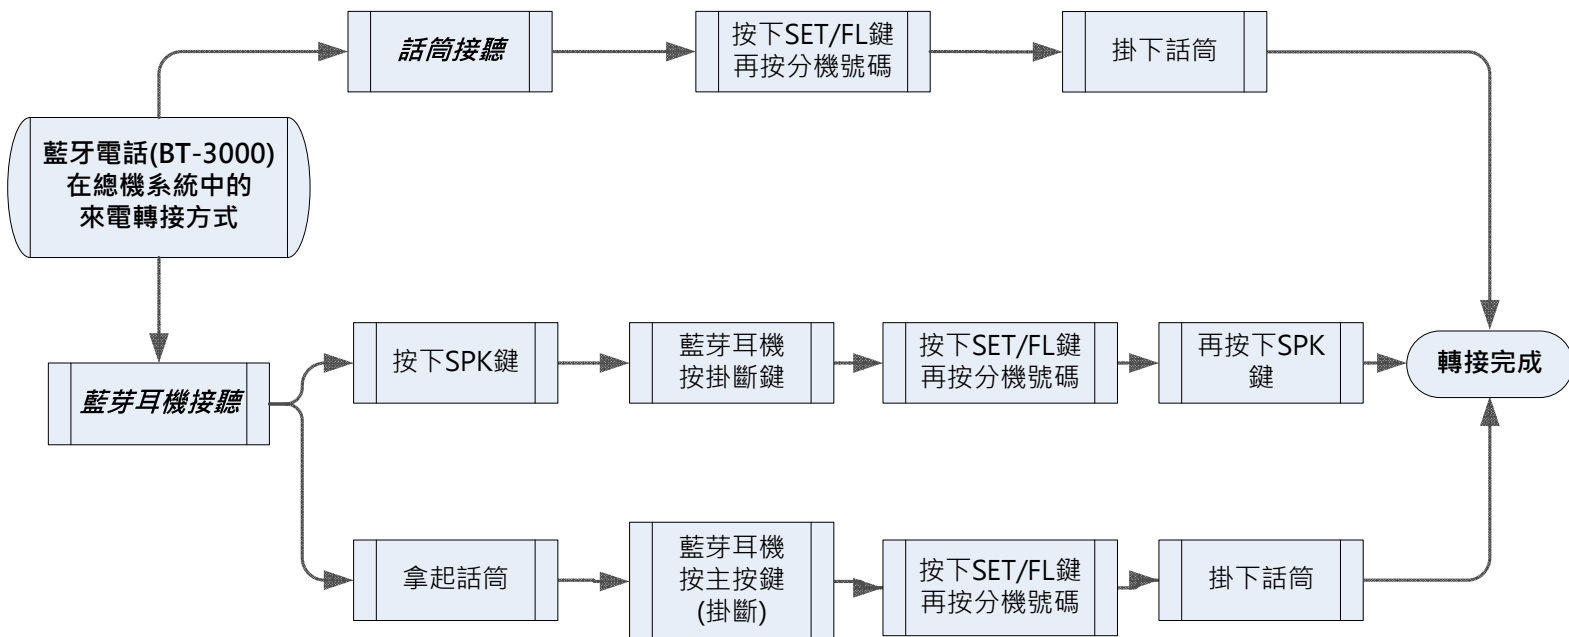 話筒接聽
按下SET/FL鍵
再按分機號碼
掛下話筒
藍牙電話(BT-3000)
在總機系統中的
來電轉接方式
藍芽耳機接聽
按下SPK鍵
藍芽耳機
按掛斷鍵
按下SET/FL鍵
再按分機號碼
再按下SPK
鍵
轉接完成
拿起話筒
藍芽耳機
按主按鍵
(掛斷)
按下SET/FL鍵
再按分機號碼
掛下話筒